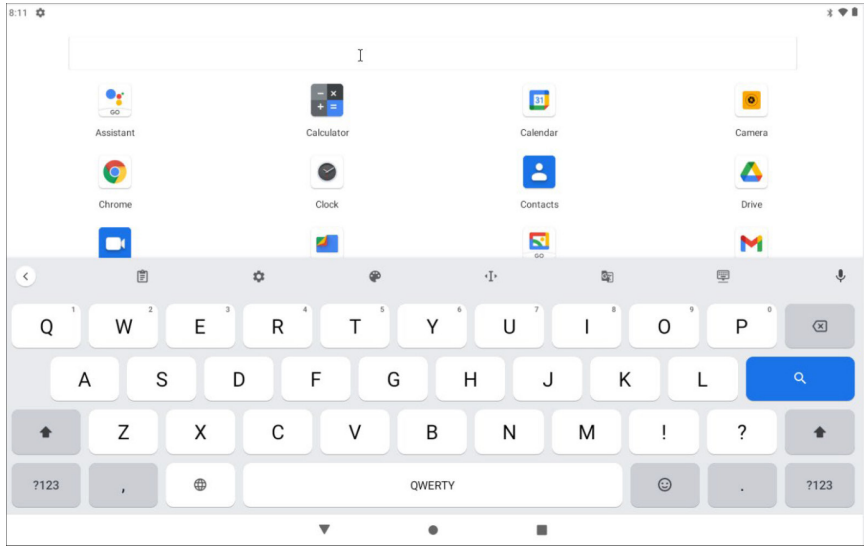 8:11
GO
Assistant Calculator 31 Calendar Camera
Chrome Clock Contacts Drive
GO
Q 1 W 2 E 3 R 4 T 5 Y 6 U 7 I 8 O 9 P 0
A S D F G H J K L
Z X C V B N M ! ?
?123 , QWERTY . ?123